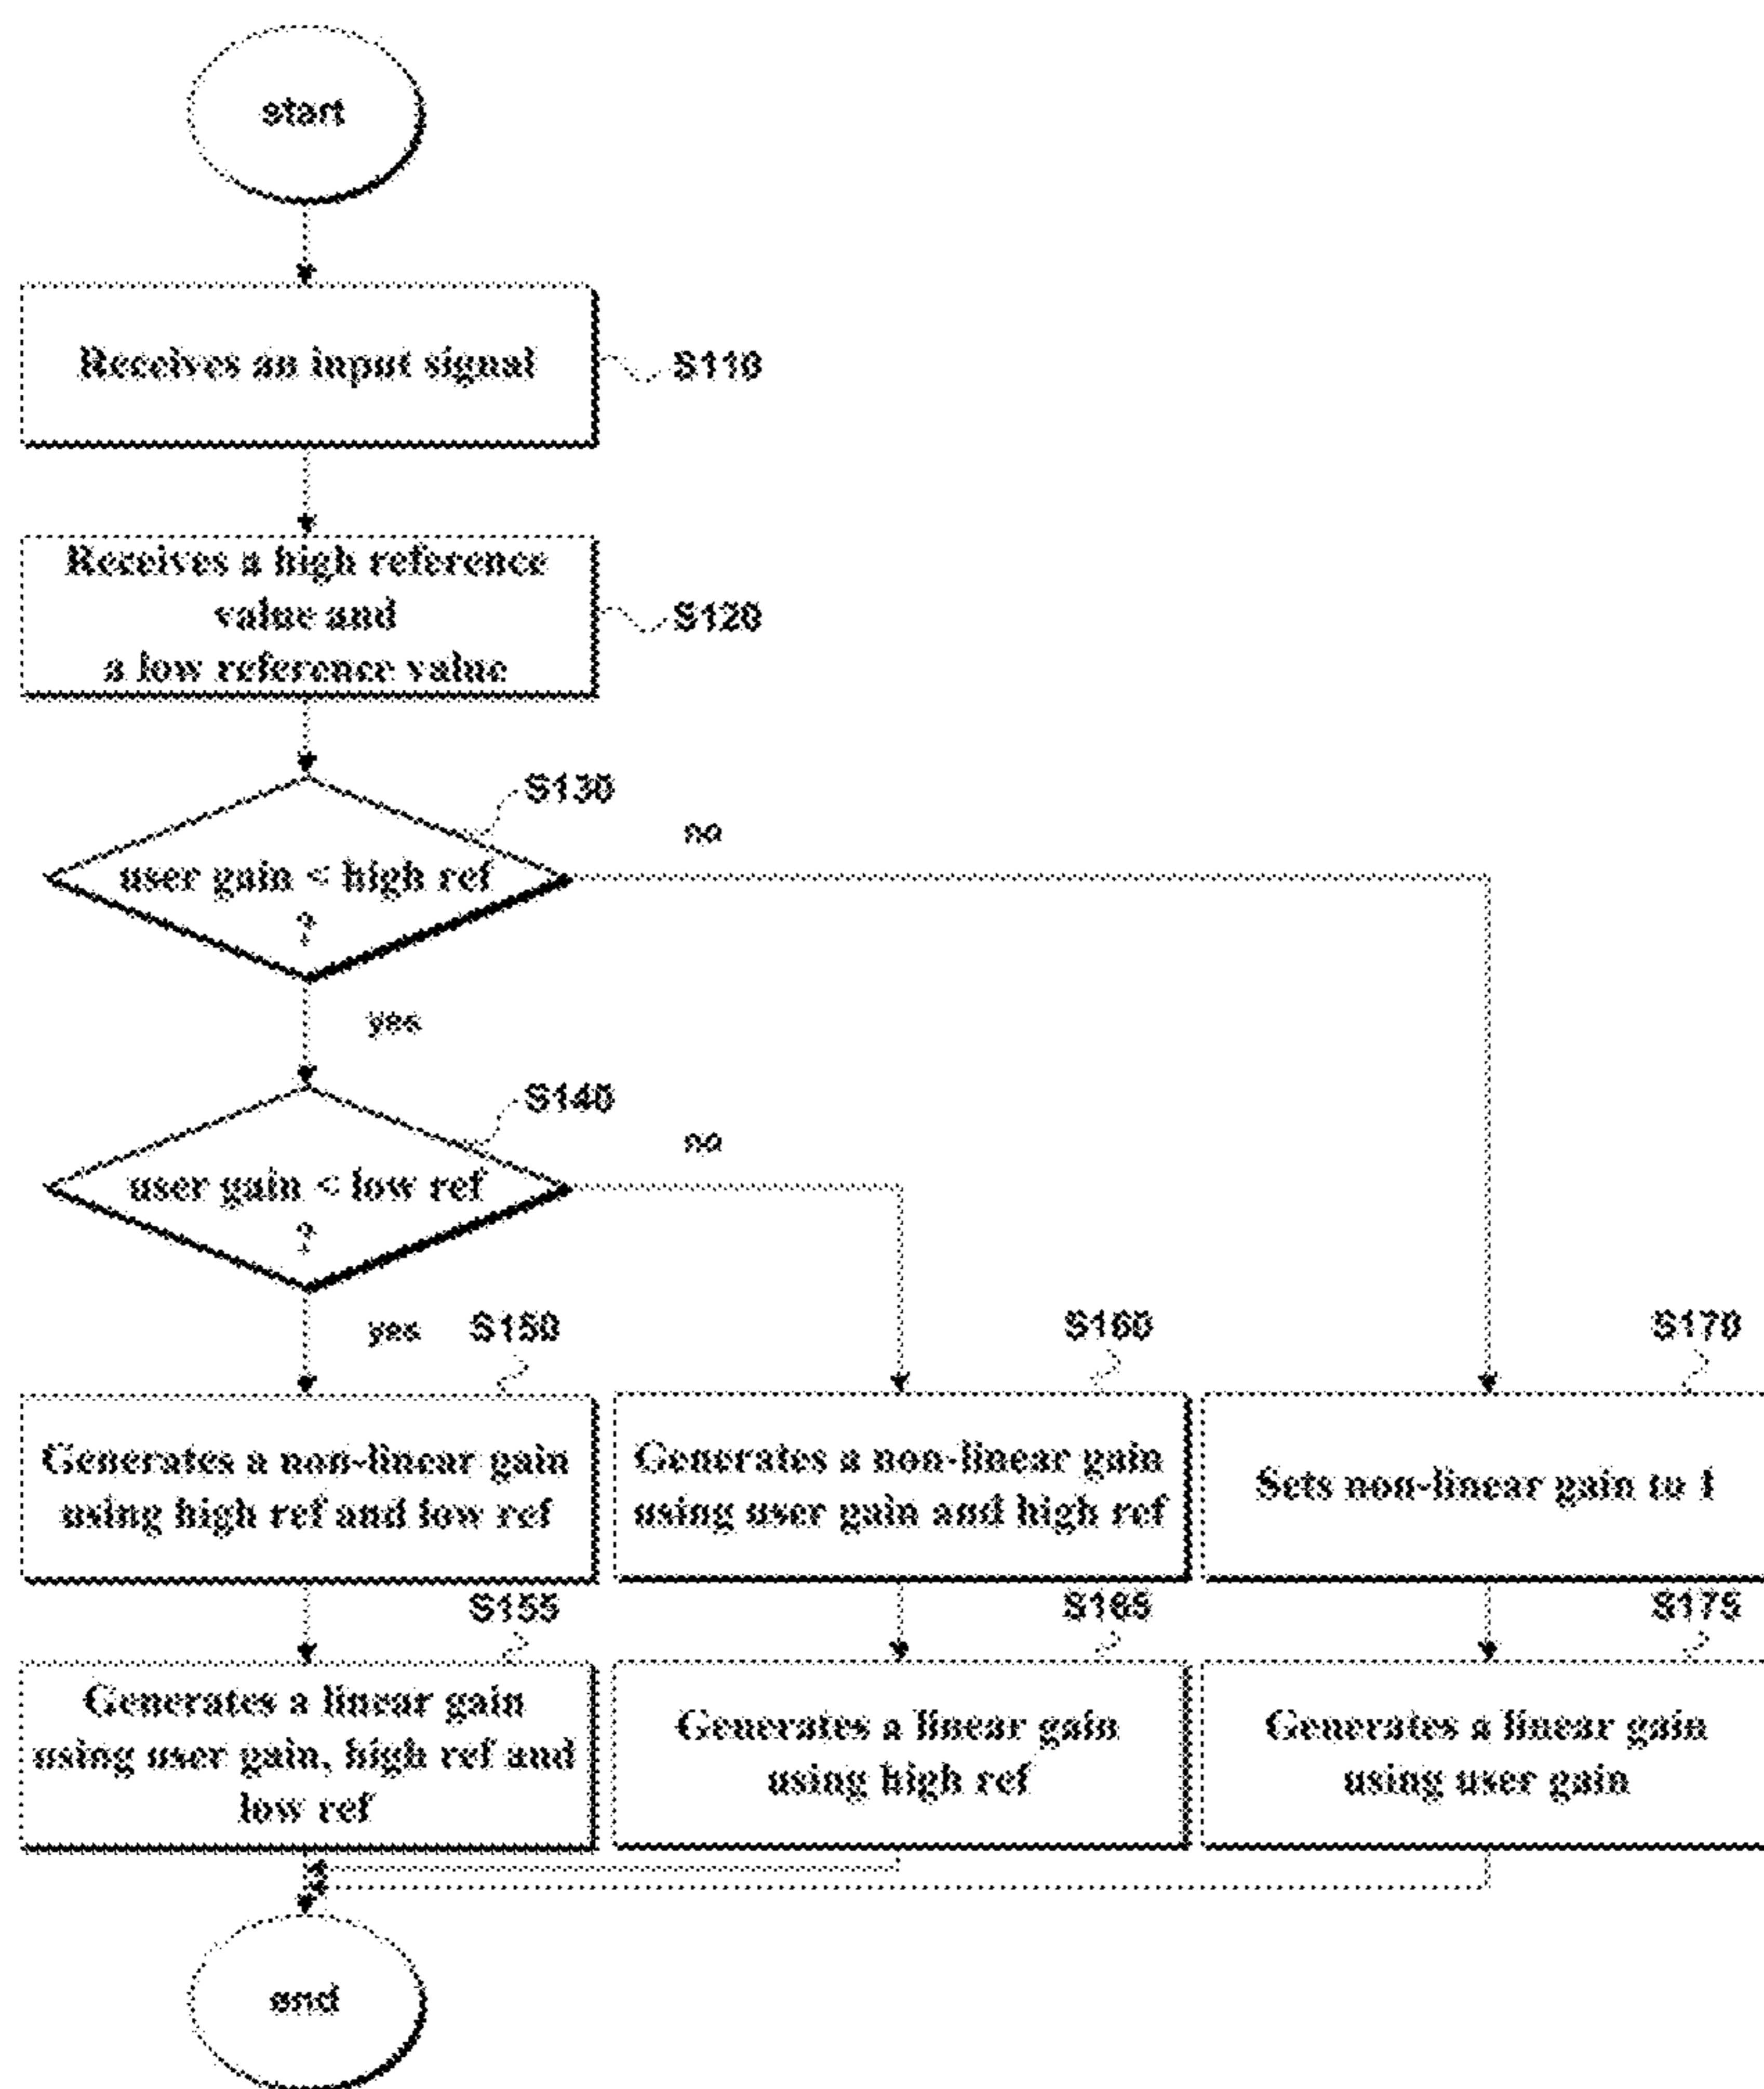 start
Receives an input signal
S110
Receives a high reference
value and
a low reference value
S120
S130
no
user gain < high ref
?
yes
S140
no
user gain < low ref
?
yes
S150
S160
S170
Generates a non-linear gain
using high ref and low ref
Generates a non-linear gain
using user gain and high ref
Sets non-linear gain to 1
S155
S165
S175
Generates a linear gain
using user gain, high ref and
low ref
Generates a linear gain
using high ref
Generates a linear gain
using user gain
end